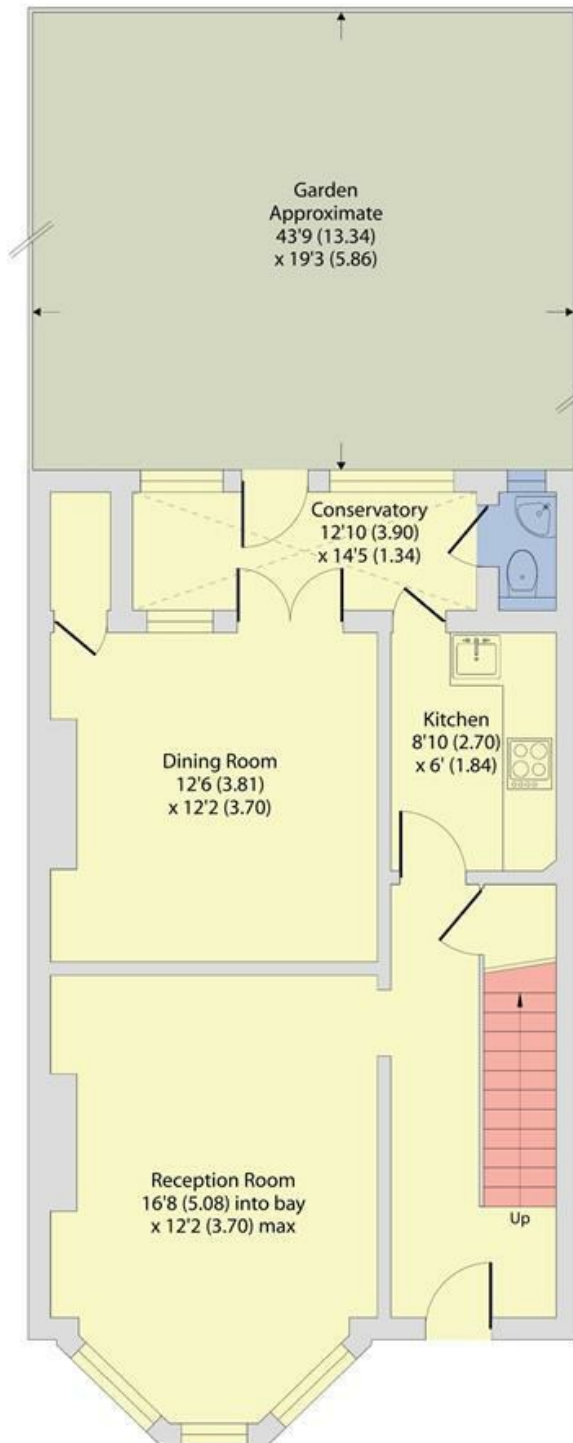 Garden
Approximate
43'9 (13.34)
x 19'3 (5.86)
Conservatory
12'10 (3.90)
x 14'5 (1.34)
Kitchen
8'10 (2.70)
x 6' (1.84)
Dining Room
12'6 (3.81)
x 12'2 (3.70)
Reception Room
16'8 (5.08) into bay
x 12'2 (3.70) max
Up